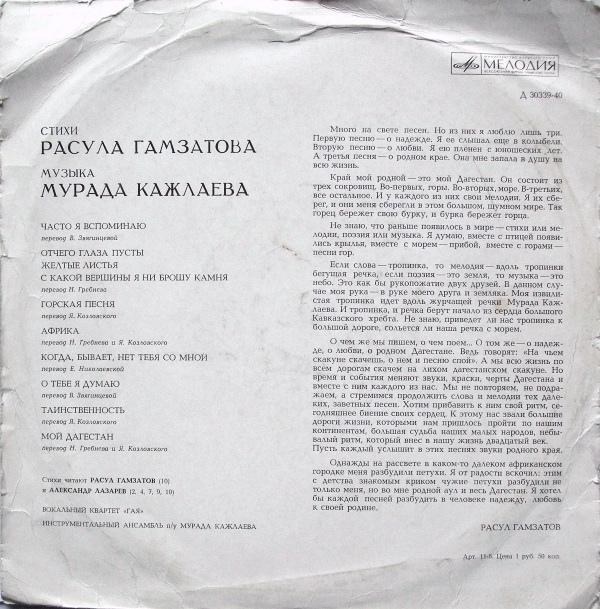 МЕЛОДИЯ
Д 30339-40
СТИХИ
РАСУЛА ГАМЗАТОВА
МУЗЫКА
МУРАДА КАЖЛАЕВА
ЧАСТО Я ВСПОМИНАЮ
перевод В. Звягинцевой
ОТЧЕГО ГЛАЗА ПУСТЫ
ЖЕЛТЫЕ ЛИСТЬЯ
С КАКОЙ ВЕРШИНЫ Я НИ БРОШУ КАМНЯ
перевод Н. Гребнева
ГОРСКАЯ ПЕСНЯ
перевод Я. Козловского
АФРИКА
перевод Н. Гребнева и Я. Козловского
КОГДА, БЫВАЕТ, НЕТ ТЕБЯ СО МНОЙ
перевод Е. Николаевской
О ТЕБЕ Я ДУМАЮ
перевод В. Звягинцевой
ТАИНСТВЕННОСТЬ
перевод Я. Козловского
МОЙ ДАГЕСТАН
перевод Н. Гребнева и Я. Козловского
Стихи читают РАСУЛ ГАМЗАТОВ (10)
и АЛЕКСАНДР ЛАЗАРЕВ (2, 4, 7, 9, 10)
ВОКАЛЬНЫЙ КВАРТЕТ «ГАЯ»
ИНСТРУМЕНТАЛЬНЫЙ АНСАМБЛЬ п/у МУРАДА КАЖЛАЕВА
Много на свете песен. Но из них я люблю лишь три.
Первую песню — о надежде. Я ее слышал еще в колыбели.
Вторую песню — о любви. Я ею пленен с юношеских лет.
А третья песня — о родном крае. Она мне запала в душу на
всю жизнь.
Край мой родной — это мой Дагестан. Он состоит из
трех сокровищ. Во-первых, горы. Во-вторых, море. В-третьих,
все остальное. И у каждого из них свои мелодии. Я их сбе-
рег, и они сберегли в этом большом, шумном мире. Так
горец бережет свою бурку, и бурка бережет горца.
Не знаю, что раньше появилось в мире — стихи или ме-
лодии, поэзия или музыка. Я думаю, вместе с птицей появи-
лись крылья, вместе с морем — прибой, вместе с горами —
песни гор.
Если слова — тропинка, то мелодия — вдоль тропинки
бегущая речка, если поэзия — это земля, то музыка — это
небо. Это как бы рукопожатие двух друзей. В данном слу-
чае моя рука — в руке моего друга и земляка. Моя извили-
стая тропинка идет вдоль журчащей речки Мурада Каж-
лаева. И тропинка, и речка берут начало из сердца большого
Кавказского хребта. Не знаю, приведет ли нас тропинка к
большой дороге, сольется ли наша речка с морем.
О чем же мы пишем, о чем поем... О том же — о надеж-
де, о любви, о родном Дагестане. Ведь говорят: «На чьем
скакуне скачешь, о нем и песню спой». А мы всю жизнь по
всем дорогам скачем на лихом дагестанском скакуне. Но
время и события меняют звуки, краски, черты Дагестана и
вместе с ним каждого из нас. Мы не повторяем, не подра-
жаем, а стремимся продолжить слова и мелодии тех дале-
ких, заветных песен. Хотим прибавить к ним свой ритм, се-
годняшнее биение своих сердец. К этому нас звали большие
дороги жизни, которыми нам пришлось пройти по нашим
континентам, большая судьба наших малых народов, небы-
валый ритм, который внес в нашу жизнь двадцатый век.
Пусть каждый услышит в этих песнях звуки родного края.
Однажды на рассвете в каком-то далеком африканском
городке меня разбудили петухи. Я от радости вскочил: этим
с детства знакомым криком чужие петухи разбудили не
только меня, но во мне родной аул и весь Дагестан. Я хотел
бы каждой песней разбудить в человеке надежду, любовь
к своей родине.
РАСУЛ ГАМЗАТОВ
Арт. 11-8. Цена 1 руб. 50 коп.